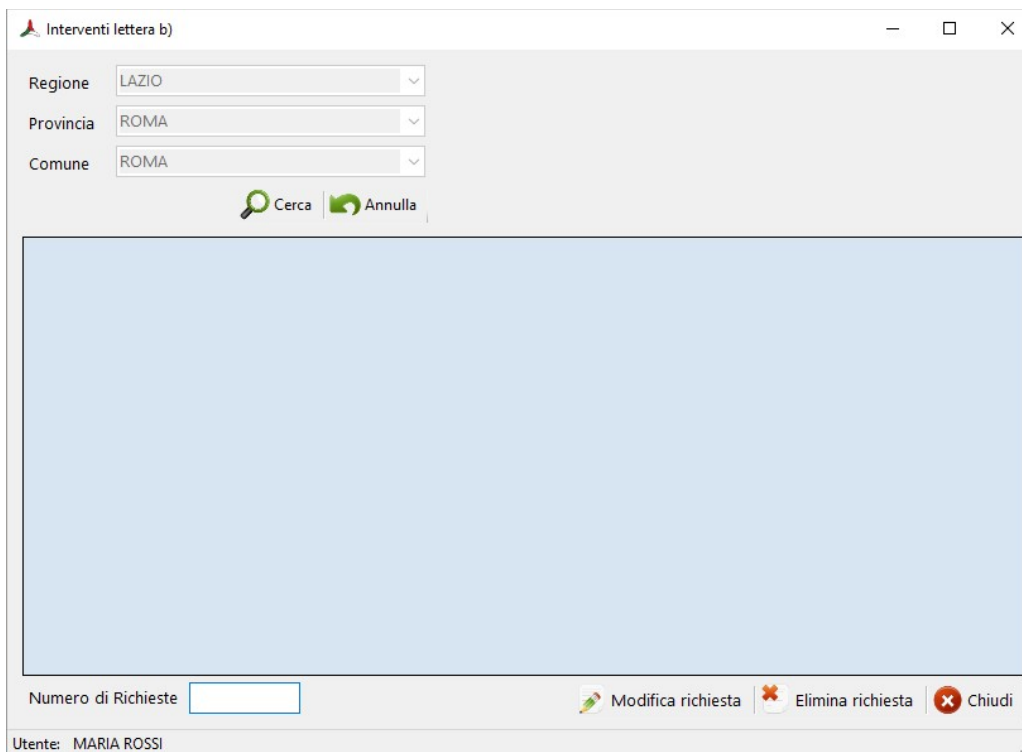 Interventi lettera b)
Regione LAZIO
Provincia ROMA
Comune ROMA
Cerca Annulla
Numero di Richieste Modifica richiesta Elimina richiesta Chiudi
Utente: MARIA ROSSI